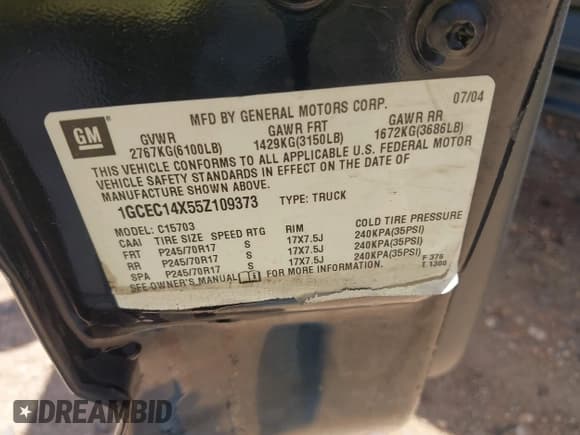 GM
MFD BY GENERAL MOTORS CORP.
07/04
GVWR GAWR FRT GAWR RR
2767KG(6100LB) 1429KG(3150LB) 1672KG(3686LB)
THIS VEHICLE CONFORMS TO ALL APPLICABLE U.S. FEDERAL MOTOR
VEHICLE SAFETY STANDARDS IN EFFECT ON THE DATE OF
MANUFACTURE SHOWN ABOVE.
1GCEC14X55Z109373 TYPE: TRUCK
MODEL: C15703
CAAI TIRE SIZE SPEED RTG RIM COLD TIRE PRESSURE
FRT P245/70R17 S 17X7.5J 240KPA(35PSI)
RR P245/70R17 S 17X7.5J 240KPA(35PSI)
SPA P245/70R17 S 17X7.5J 240KPA(35PSI)
SEE OWNER'S MANUAL FOR MORE INFORMATION.
F 376
T 1300
DREAMBID